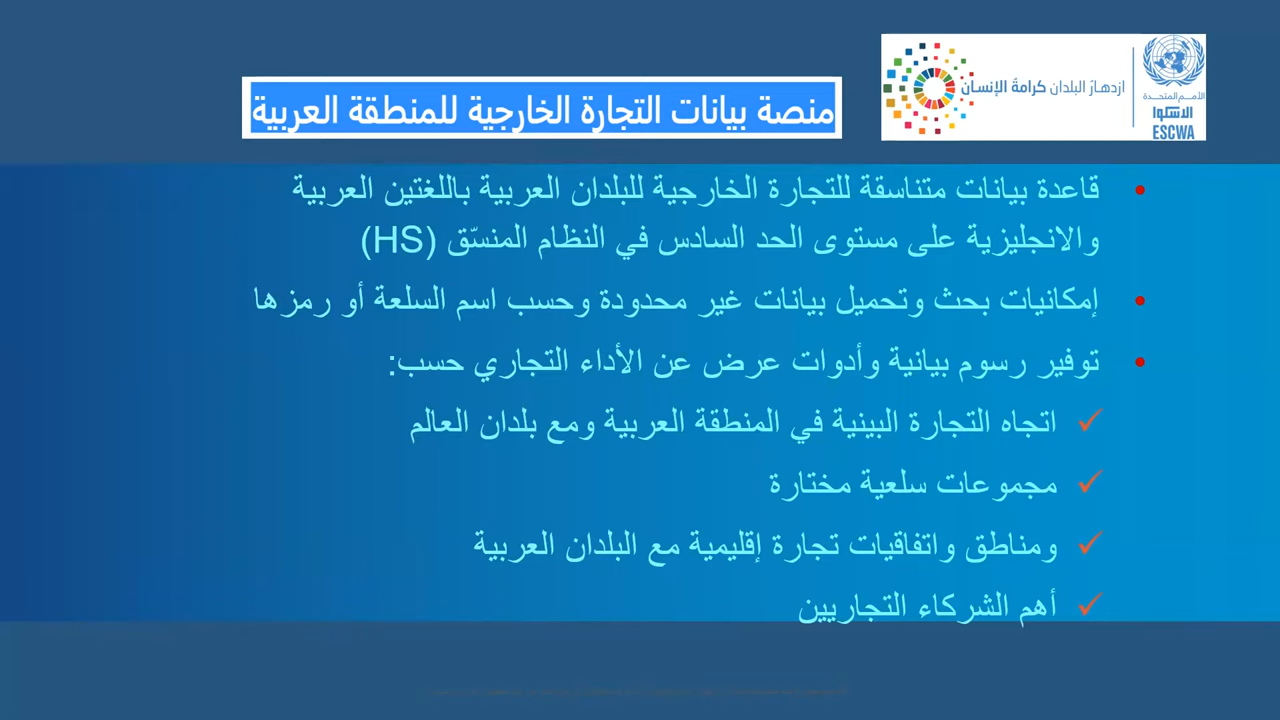 منصة بيانات التجارة الخارجية للمنطقة العربية
ازدهارُ البلدان كرامةُ الإنسان
الأمم المتحدة
الاسكوا
ESCWA
• قاعدة بيانات متناسقة للتجارة الخارجية للبلدان العربية باللغتين العربية
والانجليزية على مستوى الحد السادس في النظام المنسّق (HS)
• إمكانيات بحث وتحميل بيانات غير محدودة وحسب اسم السلعة أو رمزها
• توفير رسوم بيانية وأدوات عرض عن الأداء التجاري حسب:
✓ اتجاه التجارة البينية في المنطقة العربية ومع بلدان العالم
✓ مجموعات سلعية مختارة
✓ ومناطق واتفاقيات تجارة إقليمية مع البلدان العربية
✓ أهم الشركاء التجاريين